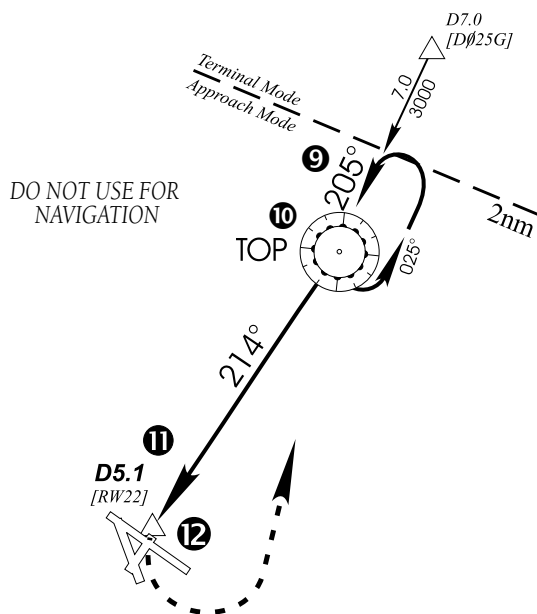 D7.0
[DØ25G]
Terminal Mode
Approach Mode
7.0
3000
9
205°
DO NOT USE FOR
NAVIGATION
10
TOP
2nm
025°
214°
11
D5.1
[RW22]
12